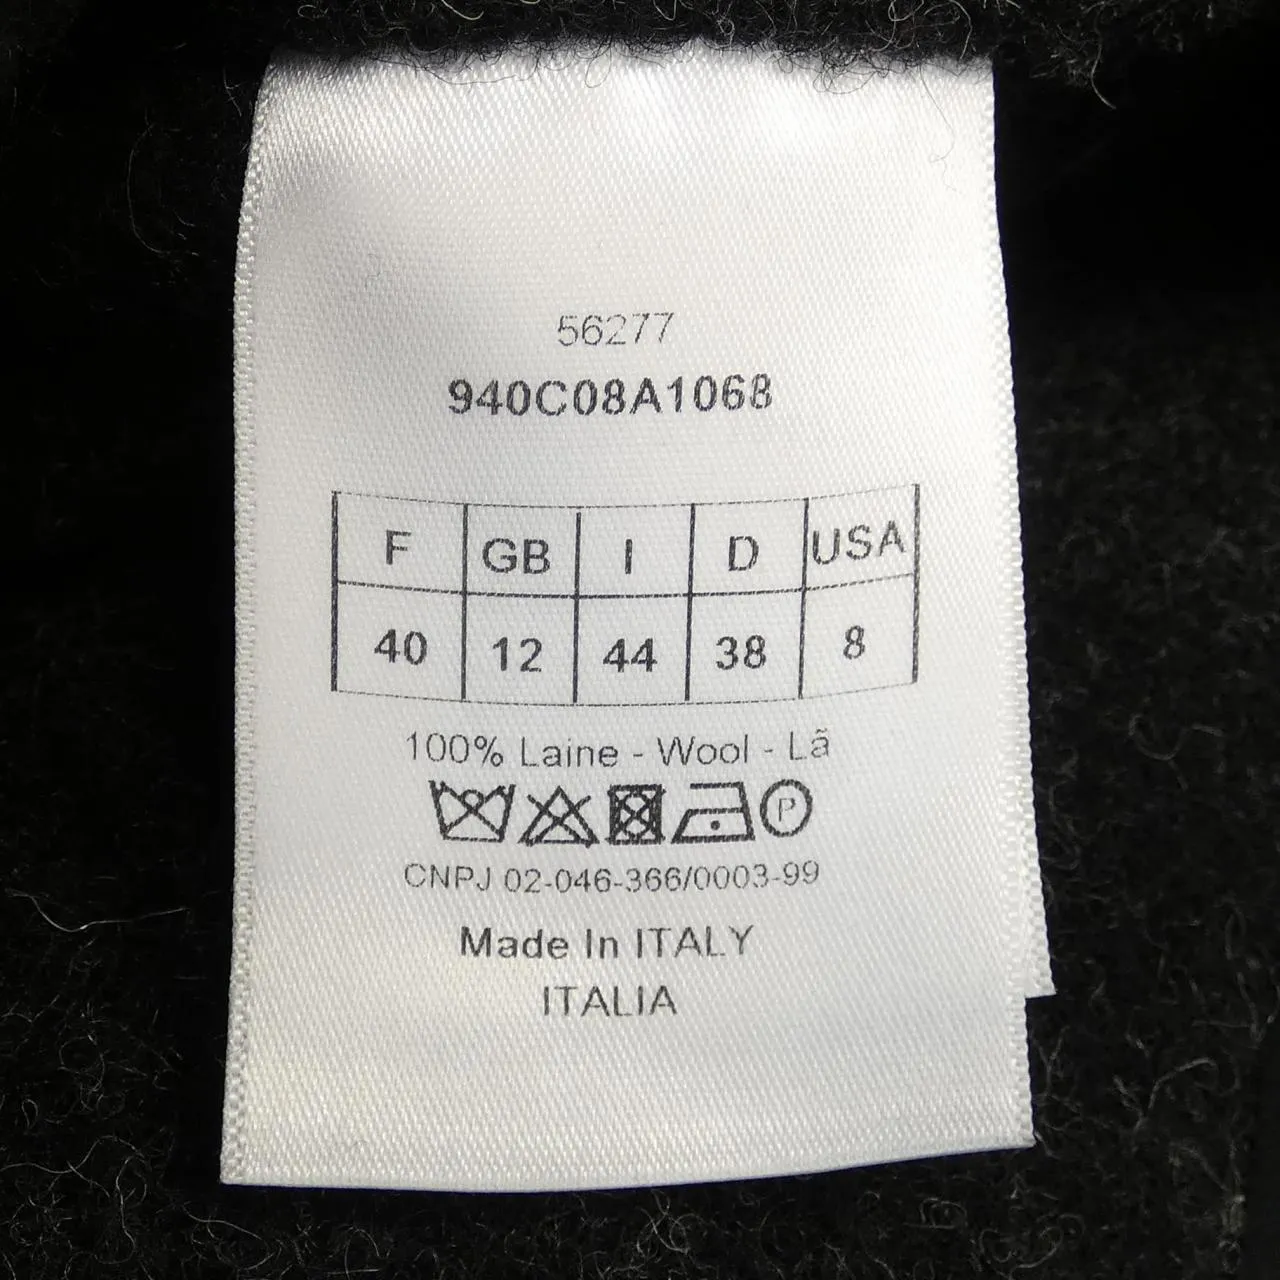 56277
940C08A1068
F GB I D USA
40 12 44 38 8
100% Laine - Wool - Lã
P
CNPJ 02-046-366/0003-99
Made In ITALY
ITALIA